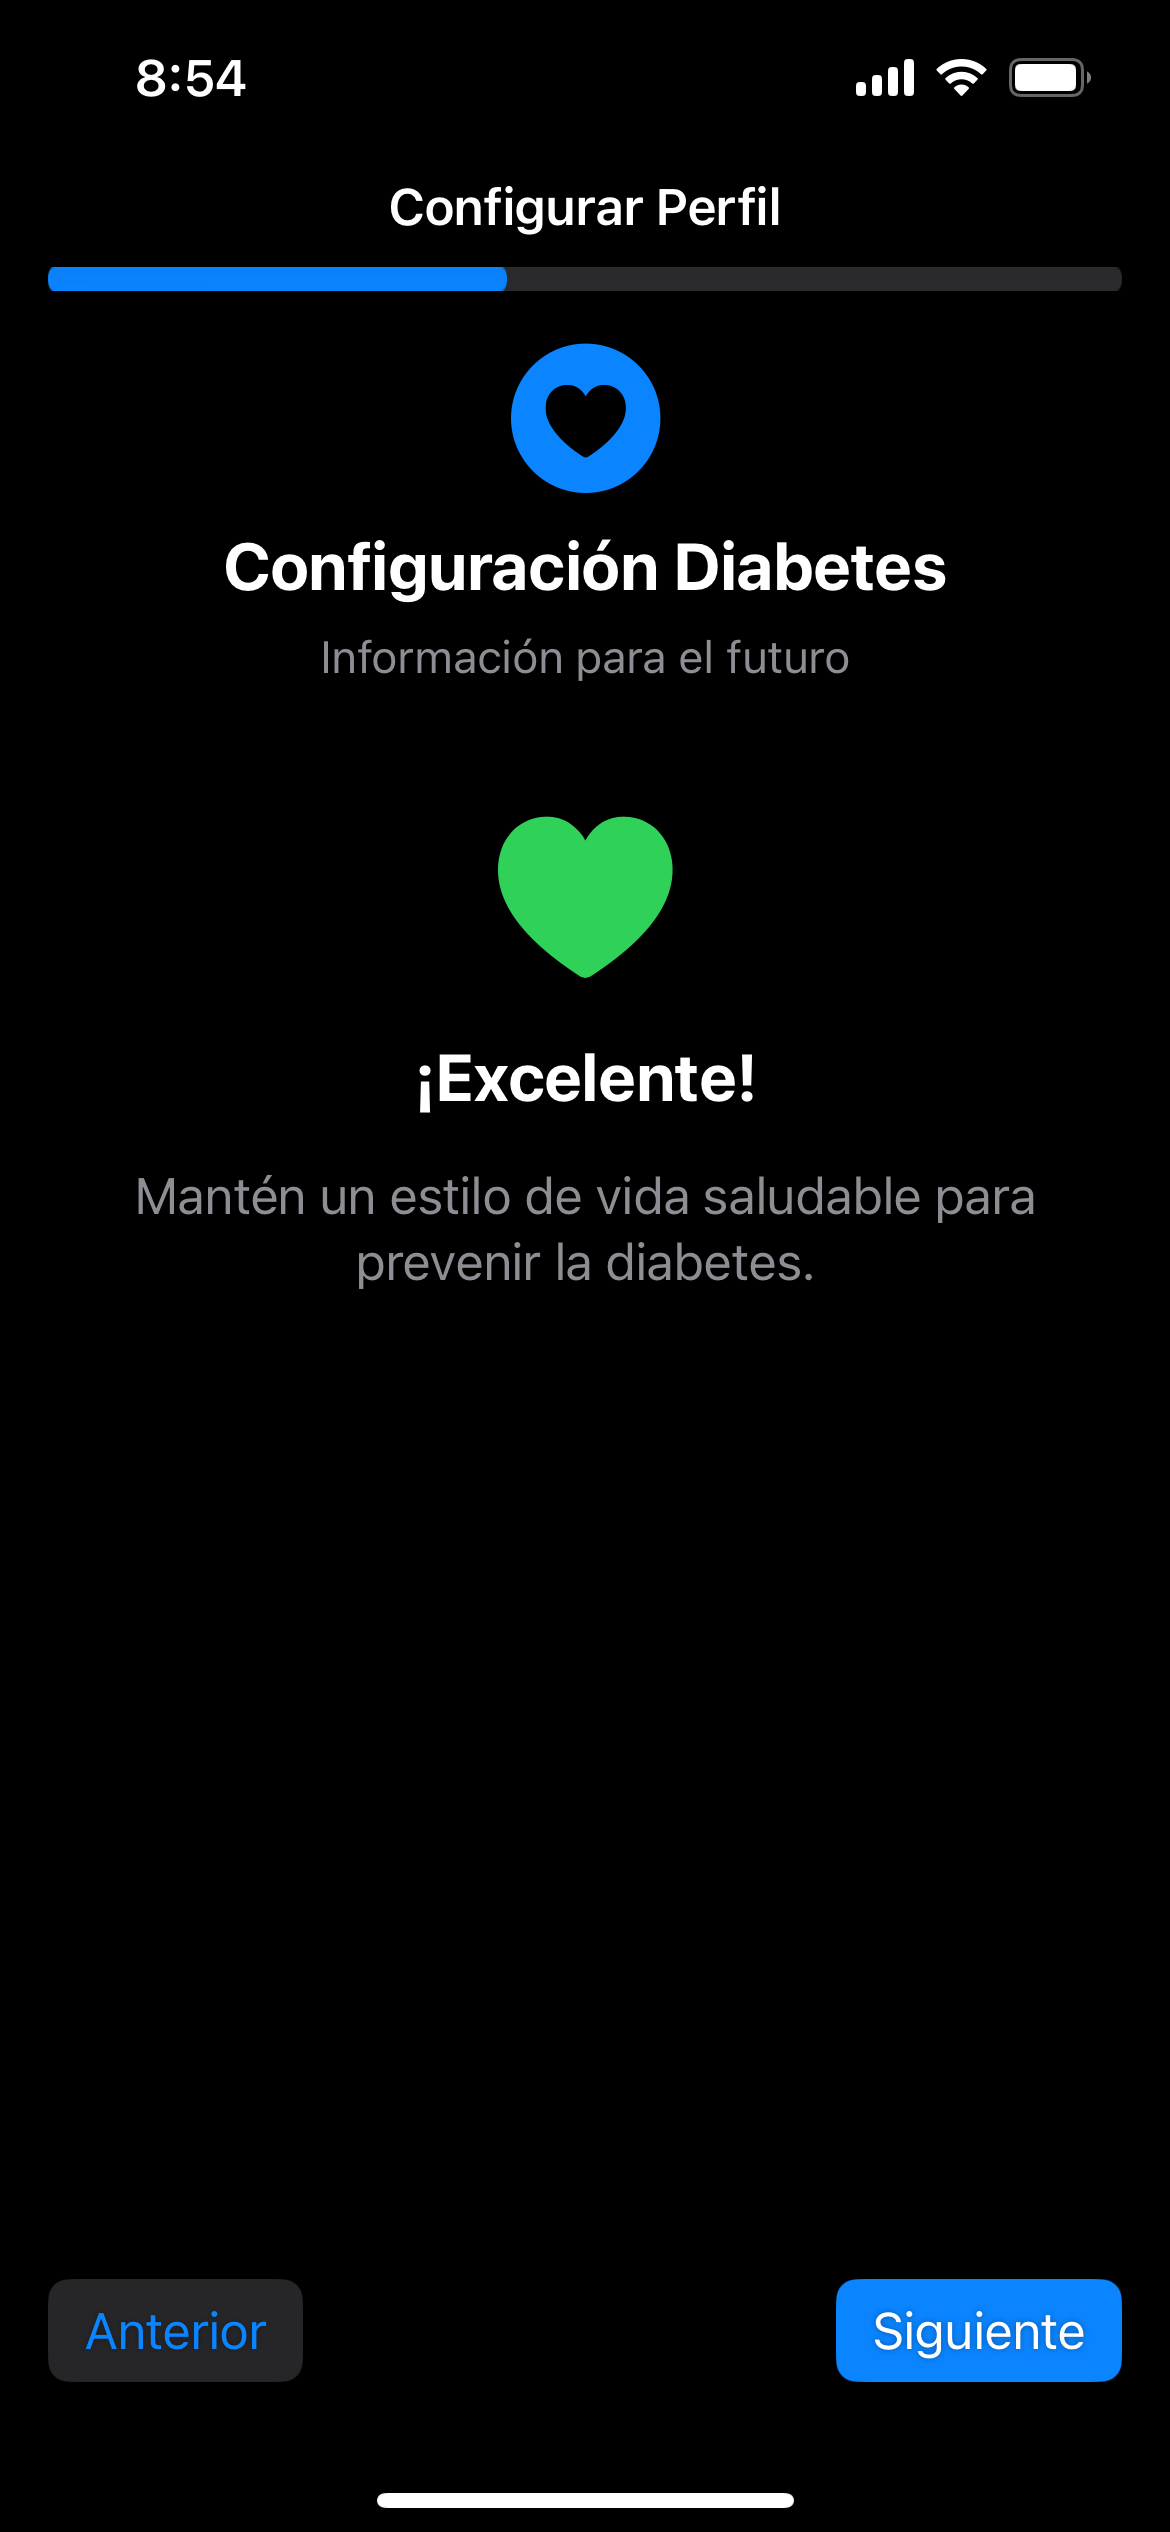 8:54
Configurar Perfil
Configuración Diabetes
Información para el futuro
¡Excelente!
Mantén un estilo de vida saludable para
prevenir la diabetes.
Anterior
Siguiente